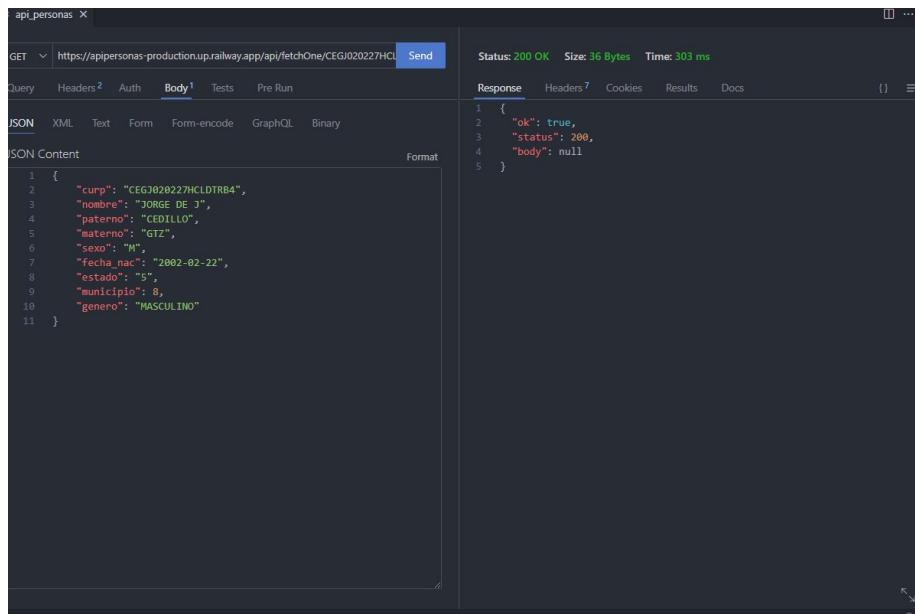 api_personas ×
GET https://apipersonas-production.up.railway.app/api/fetchOne/CEGJ020227HCL Send
Query Headers 2 Auth Body 1 Tests Pre Run
JSON XML Text Form Form-encode GraphQL Binary
JSON Content Format
1 {
2 "curp": "CEGJ020227HCLDTRB4",
3 "nombre": "JORGE DE J",
4 "paterno": "CEDILLO",
5 "materno": "GTZ",
6 "sexo": "M",
7 "fecha_nac": "2002-02-22",
8 "estado": "5",
9 "municipio": 8,
10 "genero": "MASCULINO"
11 }
Status: 200 OK Size: 36 Bytes Time: 303 ms
Response Headers 7 Cookies Results Docs {}
1 {
2 "ok": true,
3 "status": 200,
4 "body": null
5 }